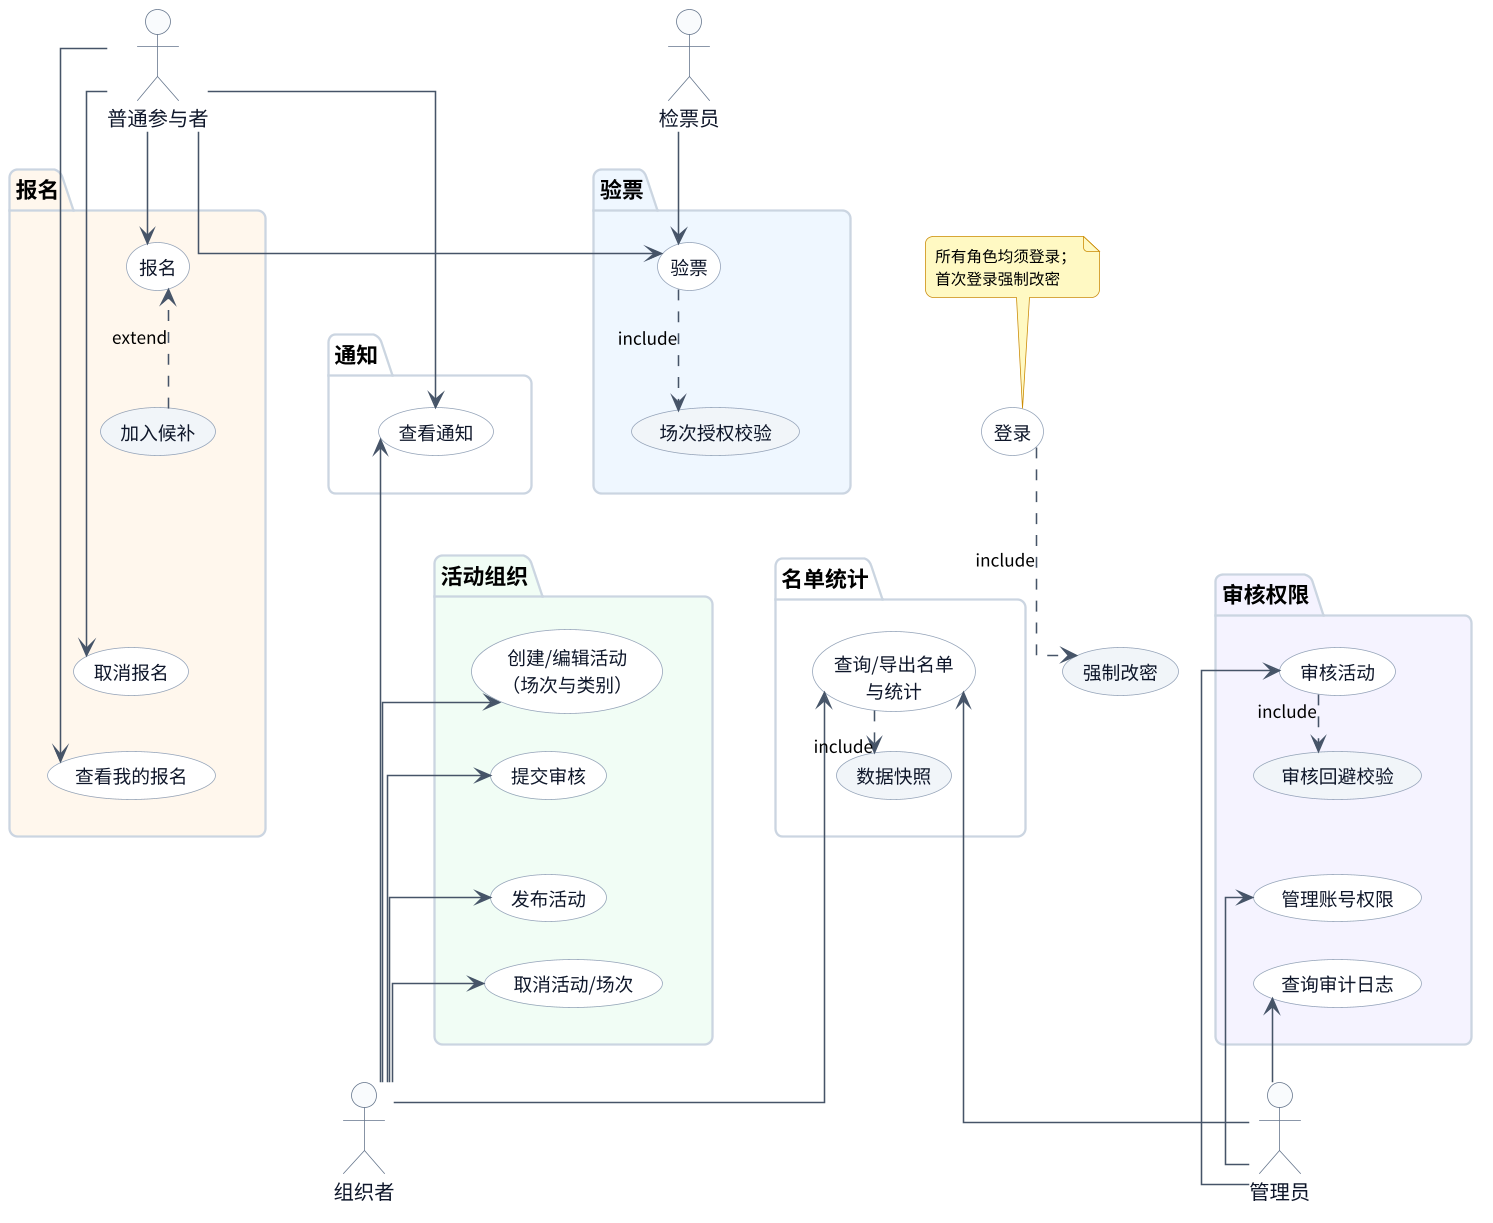 普通参与者
检票员
报名
验票
报名
验票
所有角色均须登录；
首次登录强制改密
extend
include
通知
加入候补
查看通知
场次授权校验
登录
include
活动组织
名单统计
审核权限
取消报名
创建/编辑活动
（场次与类别）
查询/导出名单
与统计
强制改密
审核活动
include
include
查看我的报名
提交审核
数据快照
审核回避校验
发布活动
管理账号权限
取消活动/场次
查询审计日志
组织者
管理员